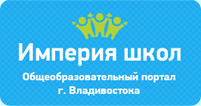 Империя школ
Общеобразовательный портал
г. Владивостока